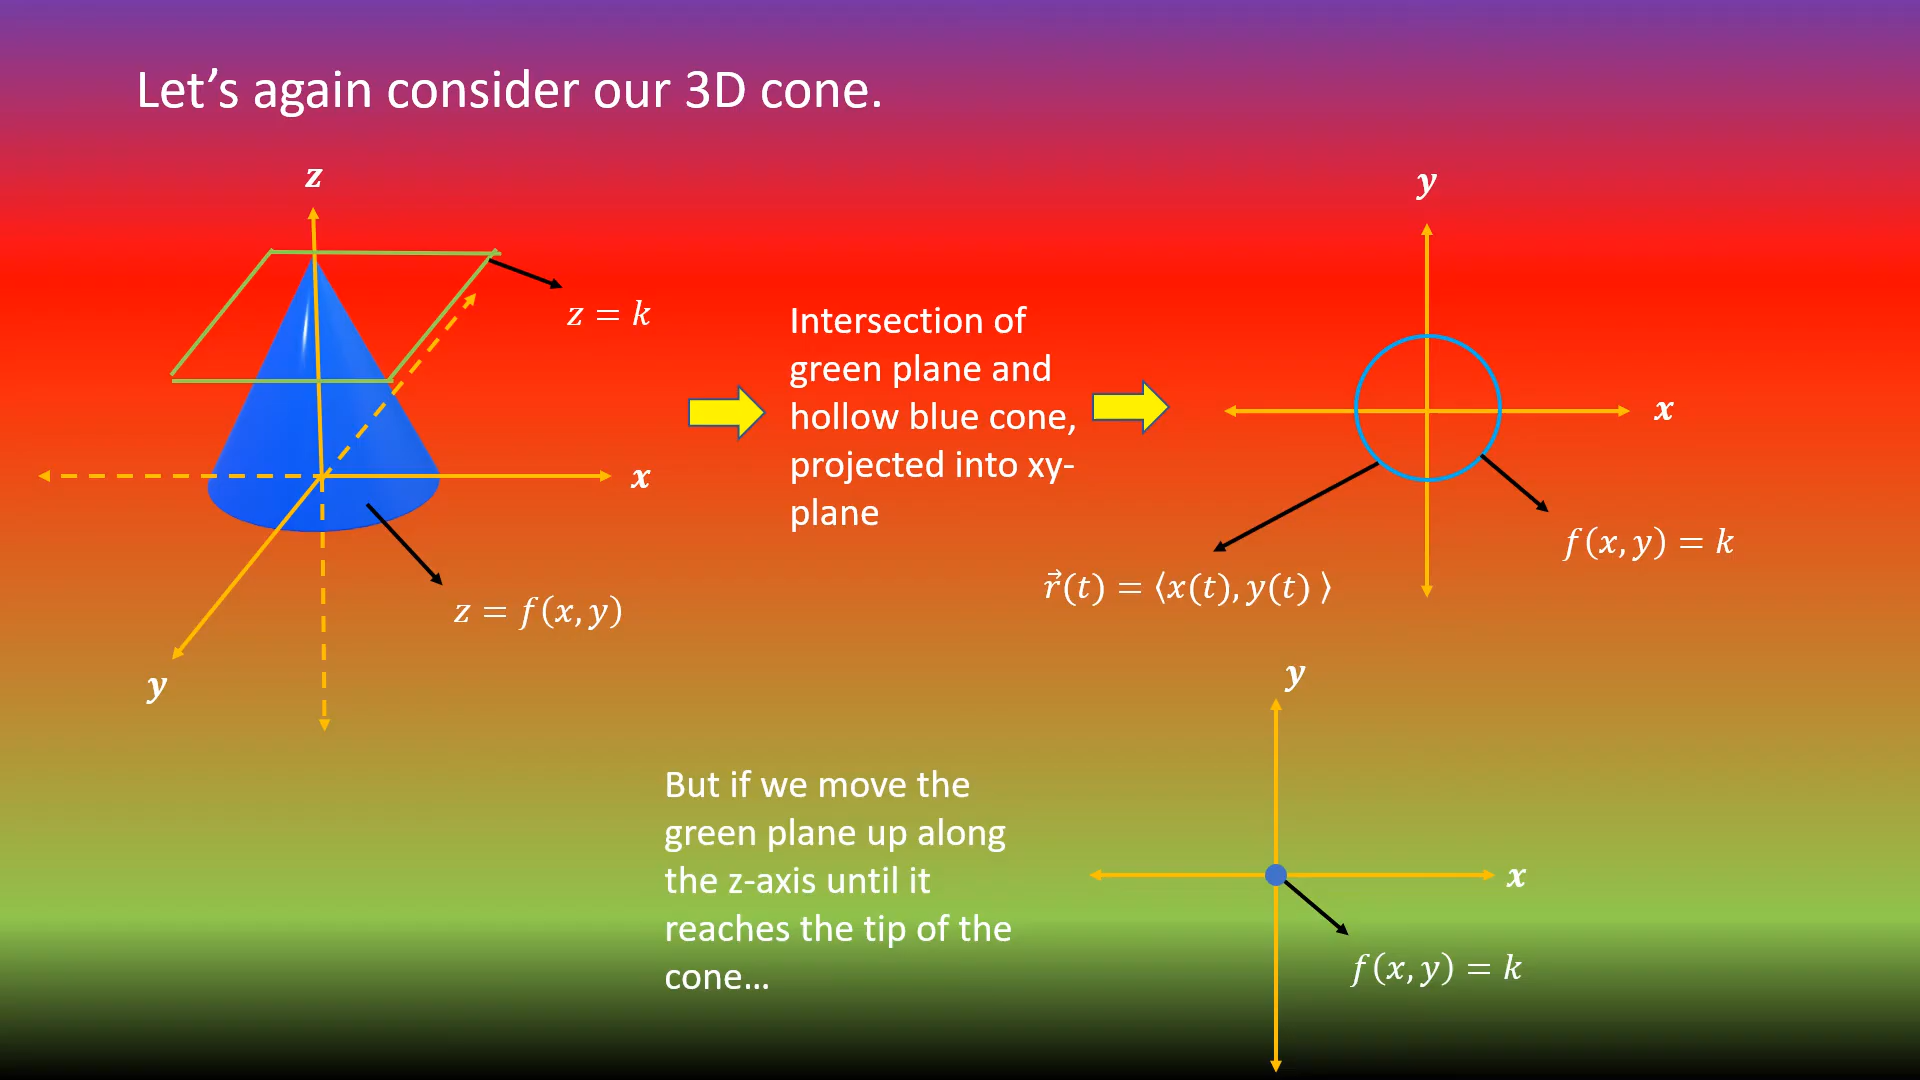 Let's again consider our 3D cone.
z
z = k
x
z = f(x, y)
y
Intersection of
green plane and
hollow blue cone,
projected into xy-
plane
y
x
f(x, y) = k
r⃗(t) = ⟨x(t), y(t) ⟩
But if we move the
green plane up along
the z-axis until it
reaches the tip of the
cone…
y
x
f(x, y) = k